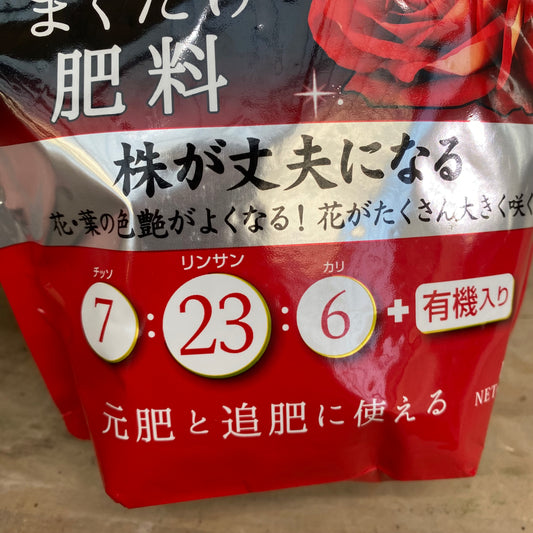 まくだけ
肥料
株が丈夫になる
花・葉の色艶がよくなる！花がたくさん大きく咲く
チッソ リンサン カリ
7 : 23 : 6 + 有機入り
元肥と追肥に使える
NET